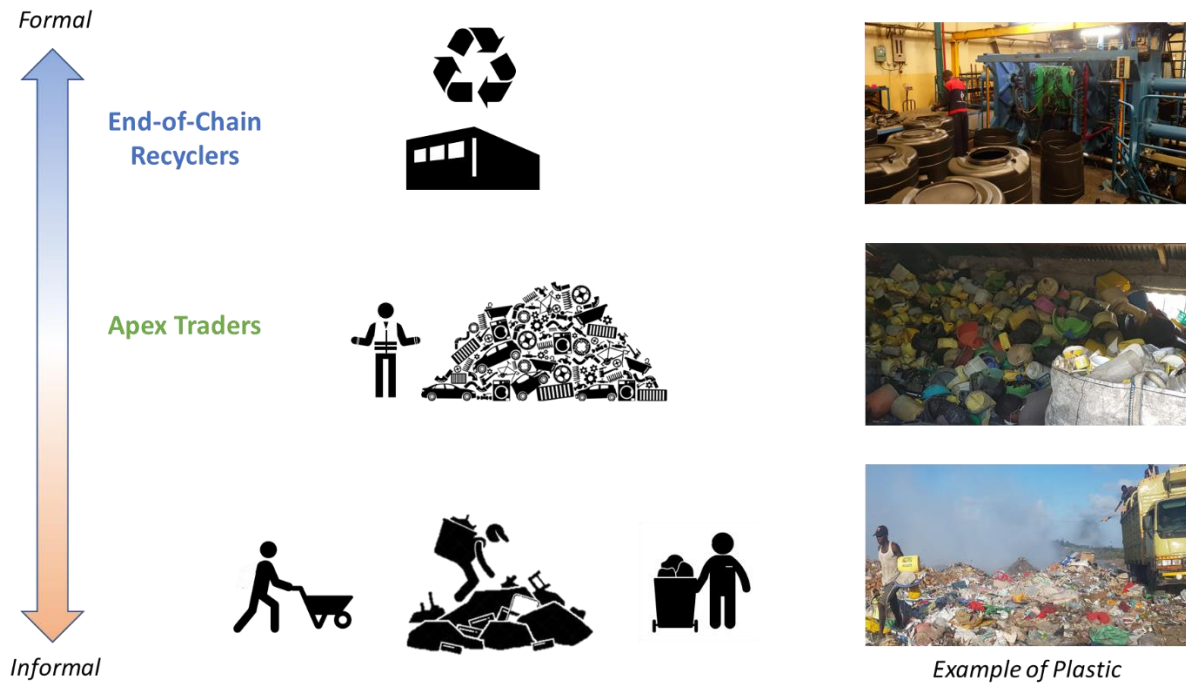 Formal
End-of-Chain
Recyclers
Apex Traders
Informal
Example of Plastic